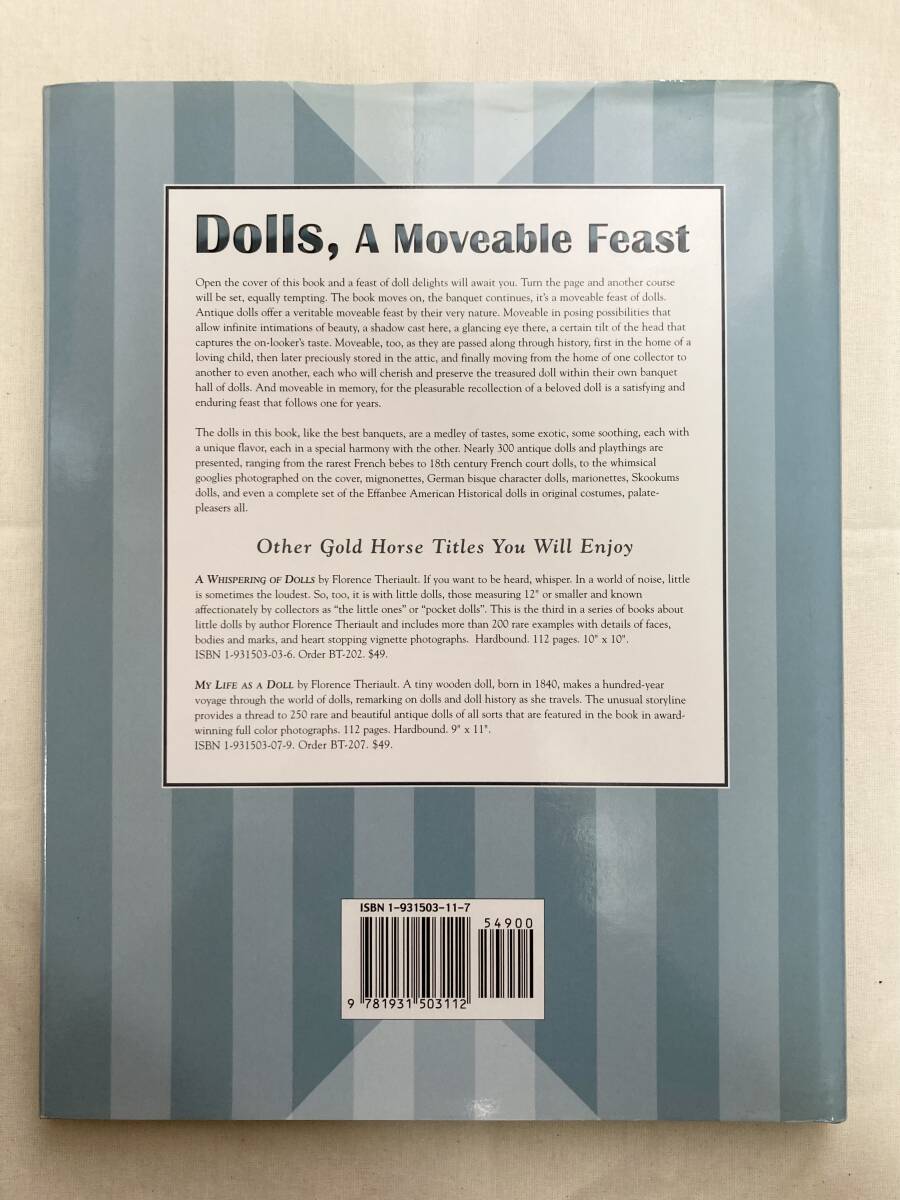 Dolls, A Moveable Feast
Open the cover of this book and a feast of doll delights will await you. Turn the page and another course
will be set, equally tempting. The book moves on, the banquet continues, it's a moveable feast of dolls.
Antique dolls offer a veritable moveable feast by their very nature. Moveable in posing possibilities that
allow infinite intimations of beauty, a shadow cast here, a glancing eye there, a certain tilt of the head that
captures the on-looker's taste. Moveable, too, as they are passed along through history, first in the home of a
loving child, then later preciously stored in the attic, and finally moving from the home of one collector to
another to even another, each who will cherish and preserve the treasured doll within their own banquet
hall of dolls. And moveable in memory, for the pleasurable recollection of a beloved doll is a satisfying and
enduring feast that follows one for years.
The dolls in this book, like the best banquets, are a medley of tastes, some exotic, some soothing, each with
a unique flavor, each in a special harmony with the other. Nearly 300 antique dolls and playthings are
presented, ranging from the rarest French bebes to 18th century French court dolls, to the whimsical
googlies photographed on the cover, mignonettes, German bisque character dolls, marionettes, Skookums
dolls, and even a complete set of the Effanbee American Historical dolls in original costumes, palate-
pleasers all.
Other Gold Horse Titles You Will Enjoy
A Whispering of Dolls by Florence Theriault. If you want to be heard, whisper. In a world of noise, little
is sometimes the loudest. So, too, it is with little dolls, those measuring 12" or smaller and known
affectionately by collectors as "the little ones" or "pocket dolls". This is the third in a series of books about
little dolls by author Florence Theriault and includes more than 200 rare examples with details of faces,
bodies and marks, and heart stopping vignette photographs. Hardbound. 112 pages. 10" x 10".
ISBN 1-931503-03-6. Order BT-202. $49.
My Life as a Doll by Florence Theriault. A tiny wooden doll, born in 1840, makes a hundred-year
voyage through the world of dolls, remarking on dolls and doll history as she travels. The unusual storyline
provides a thread to 250 rare and beautiful antique dolls of all sorts that are featured in the book in award-
winning full color photographs. 112 pages. Hardbound. 9" x 11".
ISBN 1-931503-07-9. Order BT-207. $49.
ISBN 1-931503-11-7
54900
9 781931 503112